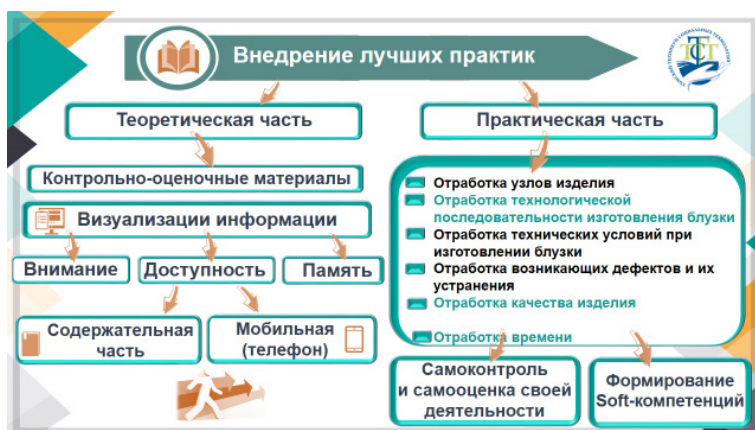 Внедрение лучших практик
ТТСТ
Теоретическая часть
Практическая часть
Контрольно-оценочные материалы
Визуализации информации
Внимание
Доступность
Память
Содержательная
часть
Мобильная
(телефон)
Отработка узлов изделия
Отработка технологической
последовательности изготовления блузки
Отработка технических условий при
изготовлении блузки
Отработка возникающих дефектов и их
устранения
Отработка качества изделия
Отработка времени
Самоконтроль
и самооценка своей
деятельности
Формирование
Soft-компетенций